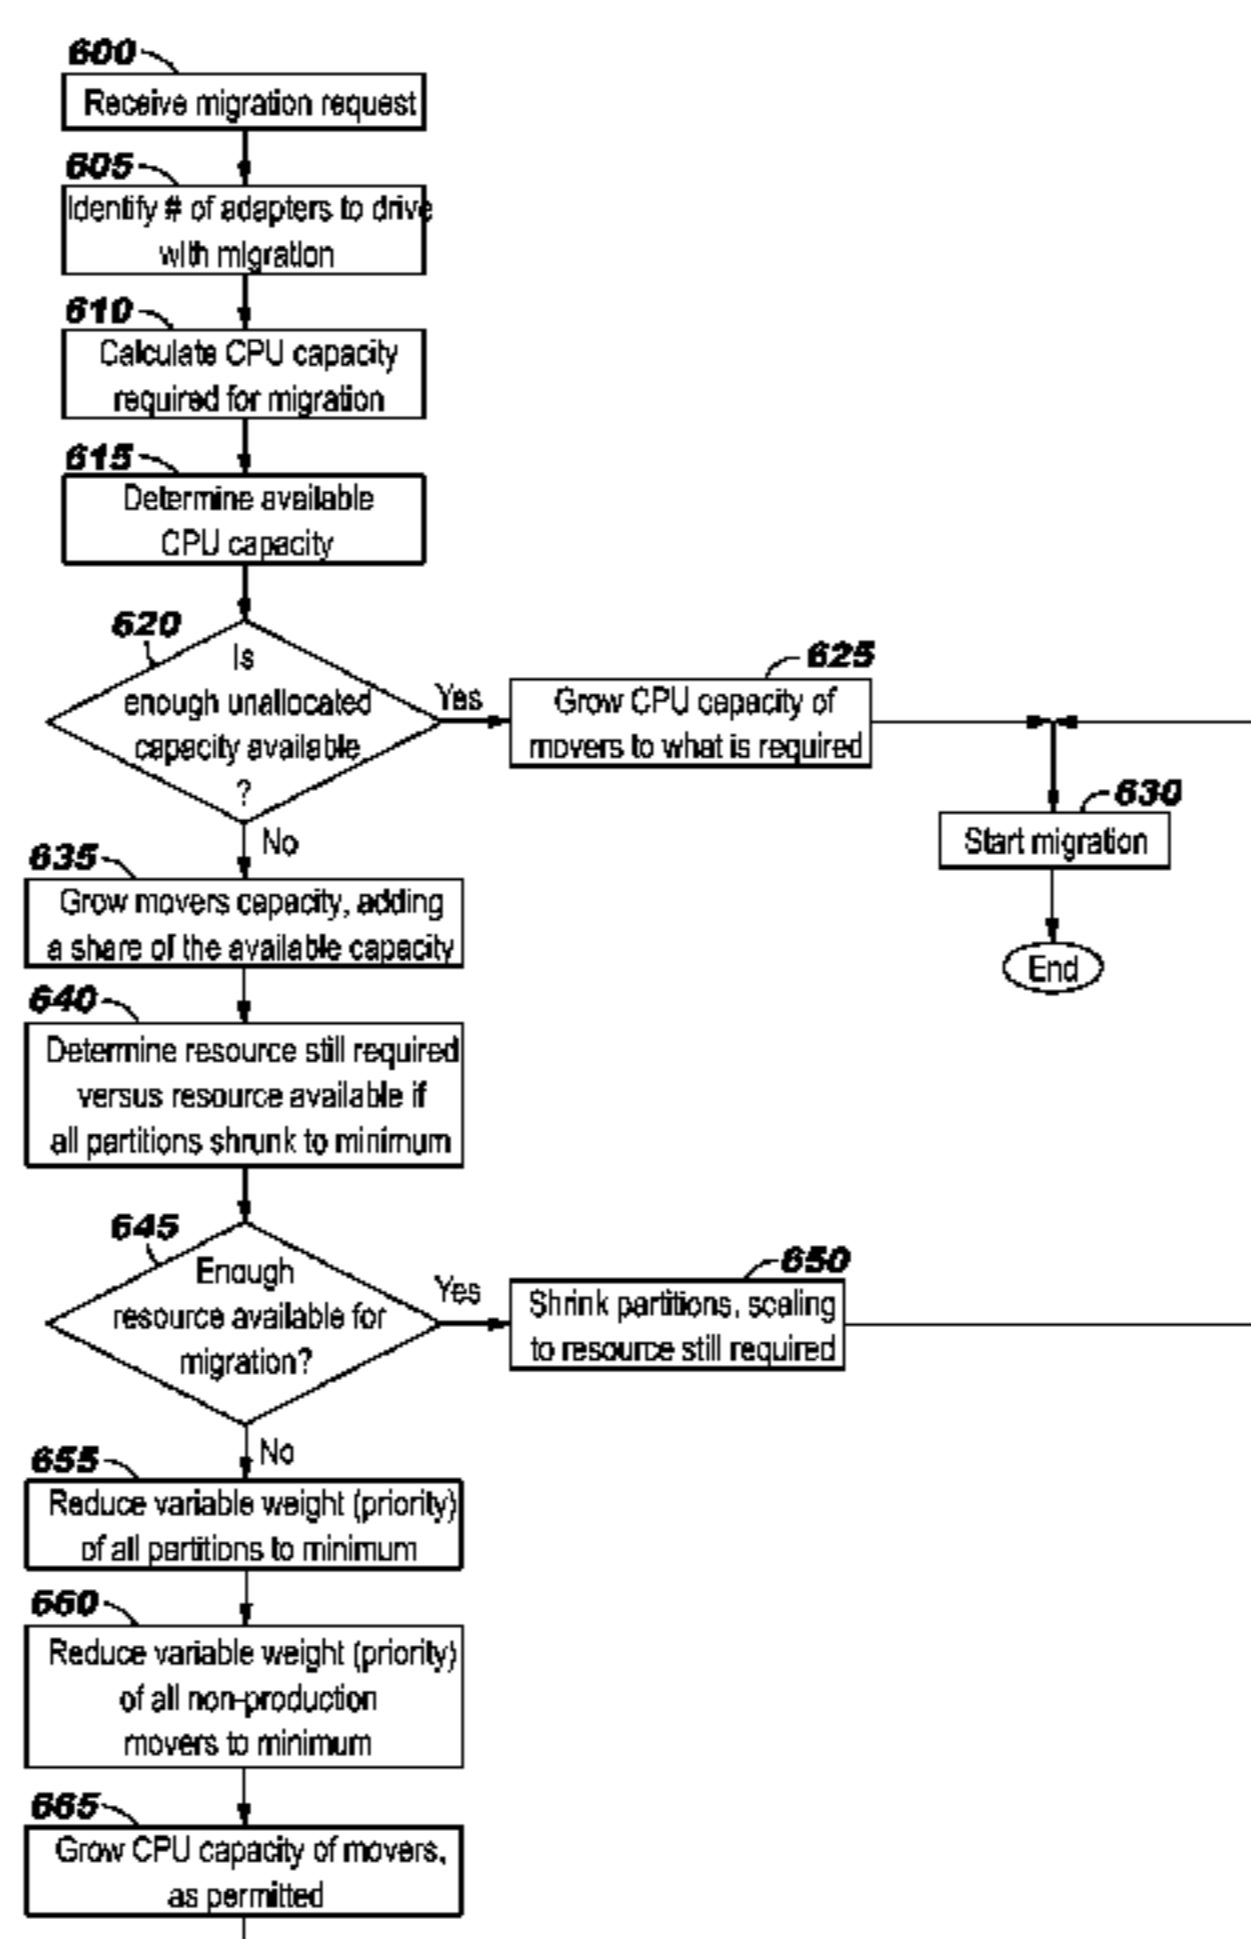 600
Receive migration request
605
Identify # of adapters to drive
with migration
610
Calculate CPU capacity
required for migration
615
Determine available
CPU capacity
620
Is
enough unallocated
capacity available
?
Yes
625
Grow CPU capacity of
movers to what is required
630
Start migration
End
No
635
Grow movers capacity, adding
a share of the available capacity
640
Determine resource still required
versus resource available if
all partitions shrunk to minimum
645
Enough
resource available for
migration?
Yes
650
Shrink partitions, scaling
to resource still required
No
655
Reduce variable weight (priority)
of all partitions to minimum
660
Reduce variable weight (priority)
of all non-production
movers to minimum
665
Grow CPU capacity of movers,
as permitted